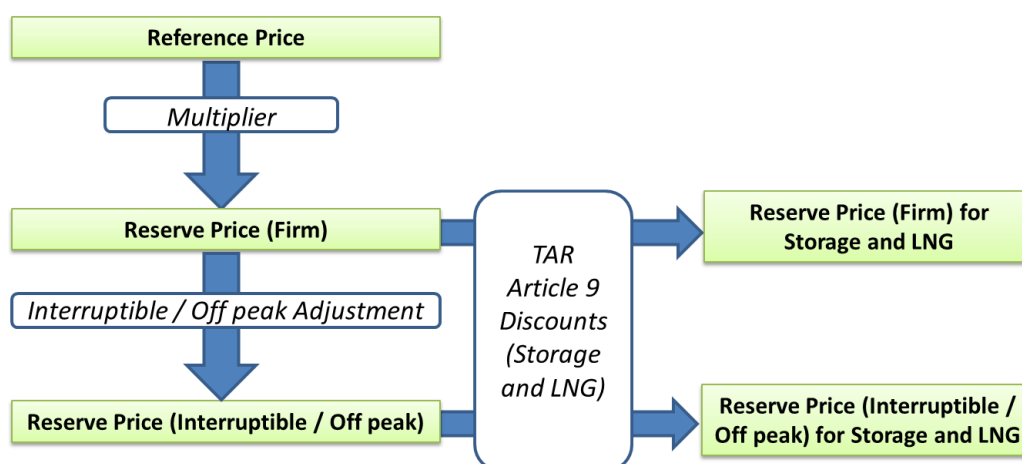 Reference Price
Multiplier
Reserve Price (Firm)
Interruptible / Off peak Adjustment
Reserve Price (Interruptible / Off peak)
TAR
Article 9
Discounts
(Storage
and LNG)
Reserve Price (Firm) for
Storage and LNG
Reserve Price (Interruptible /
Off peak) for Storage and LNG